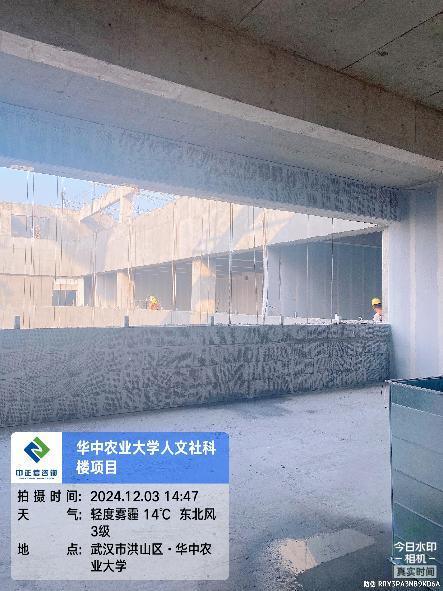 中正信咨询
华中农业大学人文社科
楼项目
拍摄时间: 2024.12.03 14:47
天 气: 轻度雾霾 14℃ 东北风
3级
地 点: 武汉市洪山区·华中农
业大学
今日水印
-相机-
真实时间